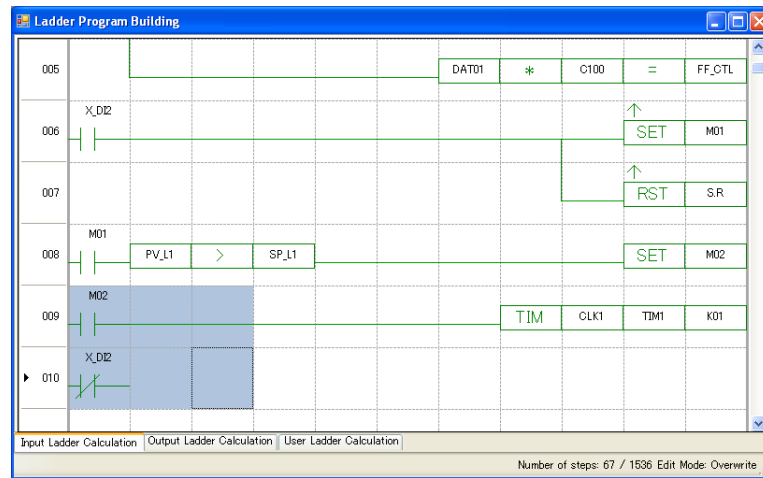 Ladder Program Building
005 DAT01 * C100 = FF_CTL
X_DI2
006 SET M01
007 RST S.R
M01
008 PV_L1 > SP_L1 SET M02
M02
009 TIM CLK1 TIM1 K01
X_DI2
010
Input Ladder Calculation Output Ladder Calculation User Ladder Calculation
Number of steps: 67 / 1536 Edit Mode: Overwrite